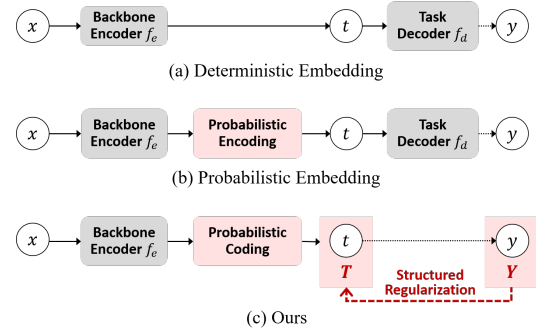 x
Backbone
Encoder f_e
t
Task
Decoder f_d
y
(a) Deterministic Embedding
x
Backbone
Encoder f_e
Probabilistic
Encoding
t
Task
Decoder f_d
y
(b) Probabilistic Embedding
x
Backbone
Encoder f_e
Probabilistic
Coding
t
T
y
Y
Structured
Regularization
(c) Ours